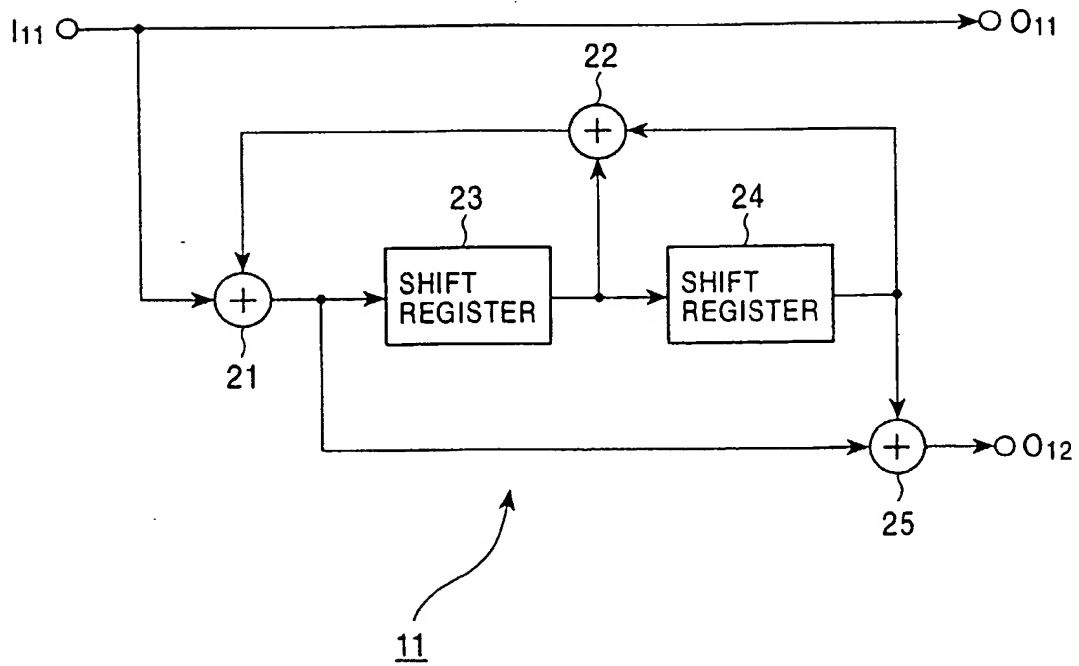 I11 O11
22
23
24
SHIFT
REGISTER
SHIFT
REGISTER
+
+
+
21
O12
25
11